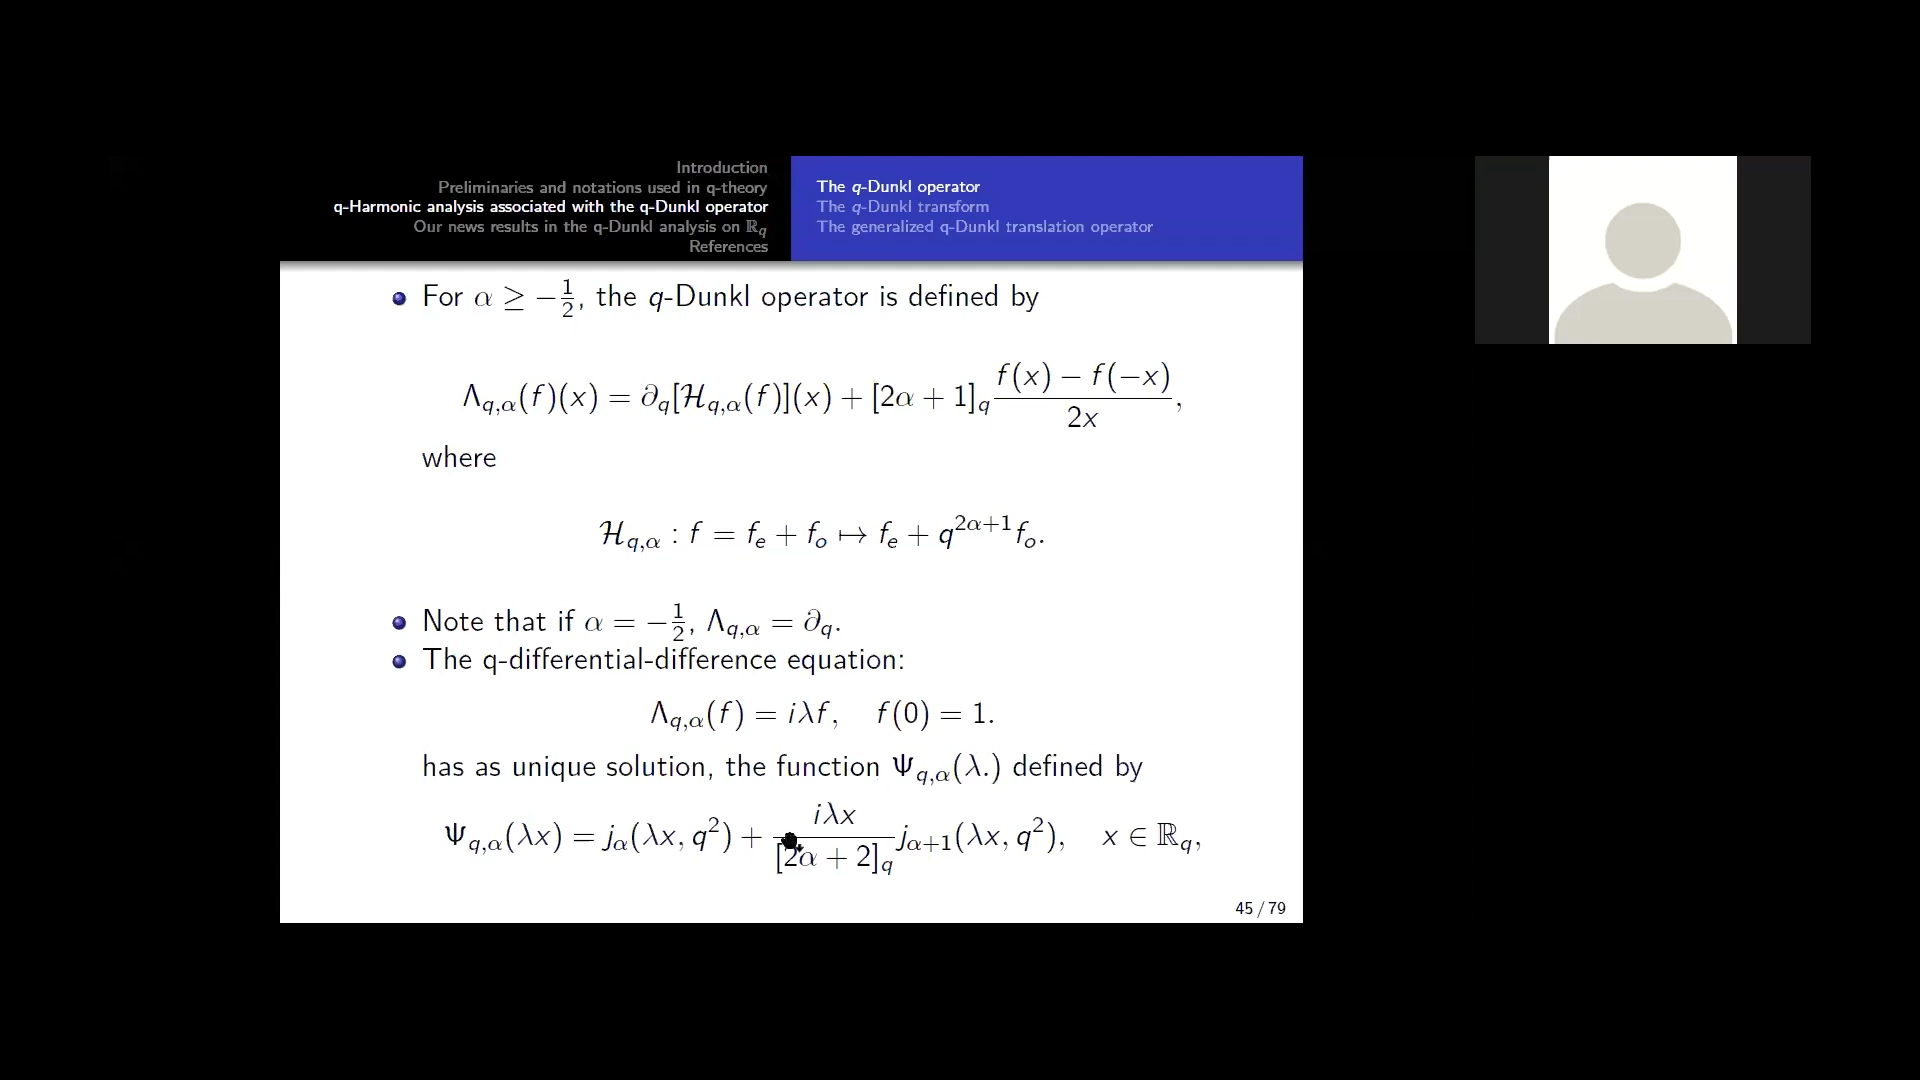 Introduction
Preliminaries and notations used in q-theory
q-Harmonic analysis associated with the q-Dunkl operator
Our news results in the q-Dunkl analysis on ℝ_q
References
The q-Dunkl operator
The q-Dunkl transform
The generalized q-Dunkl translation operator
For α ≥ −1/2, the q-Dunkl operator is defined by
Λ_{q,α}(f)(x) = ∂_q[ℋ_{q,α}(f)](x) + [2α + 1]_q (f(x) − f(−x))/2x,
where
ℋ_{q,α} : f = f_e + f_o ↦ f_e + q^{2α+1} f_o.
Note that if α = −1/2, Λ_{q,α} = ∂_q.
The q-differential-difference equation:
Λ_{q,α}(f) = iλf, f(0) = 1.
has as unique solution, the function Ψ_{q,α}(λ.) defined by
Ψ_{q,α}(λx) = j_α(λx, q²) + iλx/[2α + 2]_q j_{α+1}(λx, q²), x ∈ ℝ_q,
45 / 79